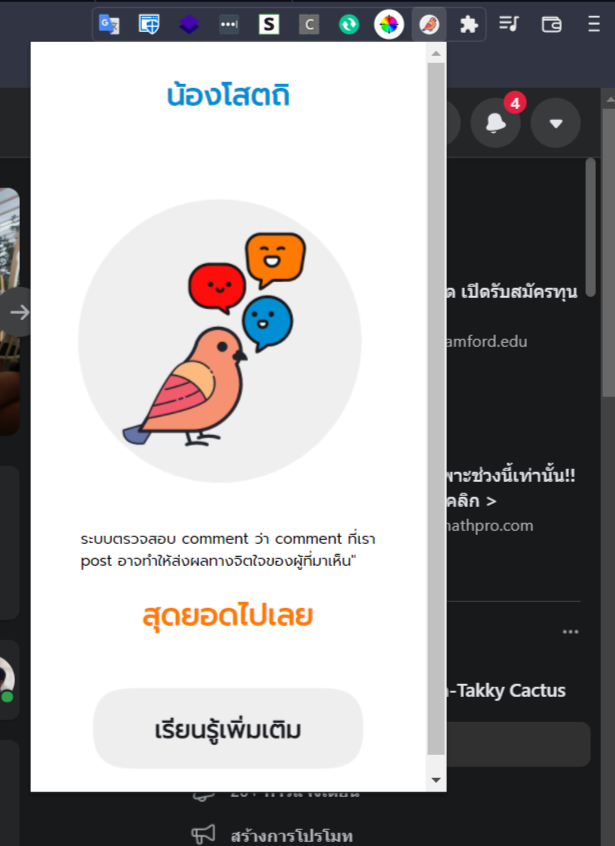 S
C
4
น้องโสตถิ
ด เปิดรับสมัครทุน
amford.edu
พาะช่วงนี้เท่านั้น!!
คลิก >
nathpro.com
ระบบตรวจสอบ comment ว่า comment ที่เรา
post อาจทำให้ส่งผลทางจิตใจของผู้ที่มาเห็น"
สุดยอดไปเลย
-Takky Cactus
เรียนรู้เพิ่มเติม
สร้างการโปรโมท